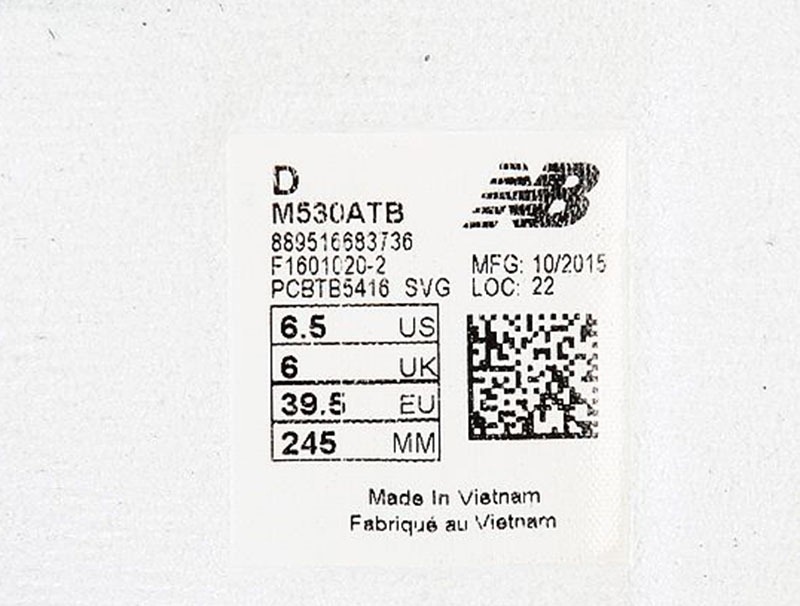 D
NB
M530ATB
889516683736
F1601020-2
MFG: 10/2015
PCBTB5416 SVG
LOC: 22
6.5 US
6 UK
39.5 EU
245 MM
Made In Vietnam
Fabriqué au Vietnam